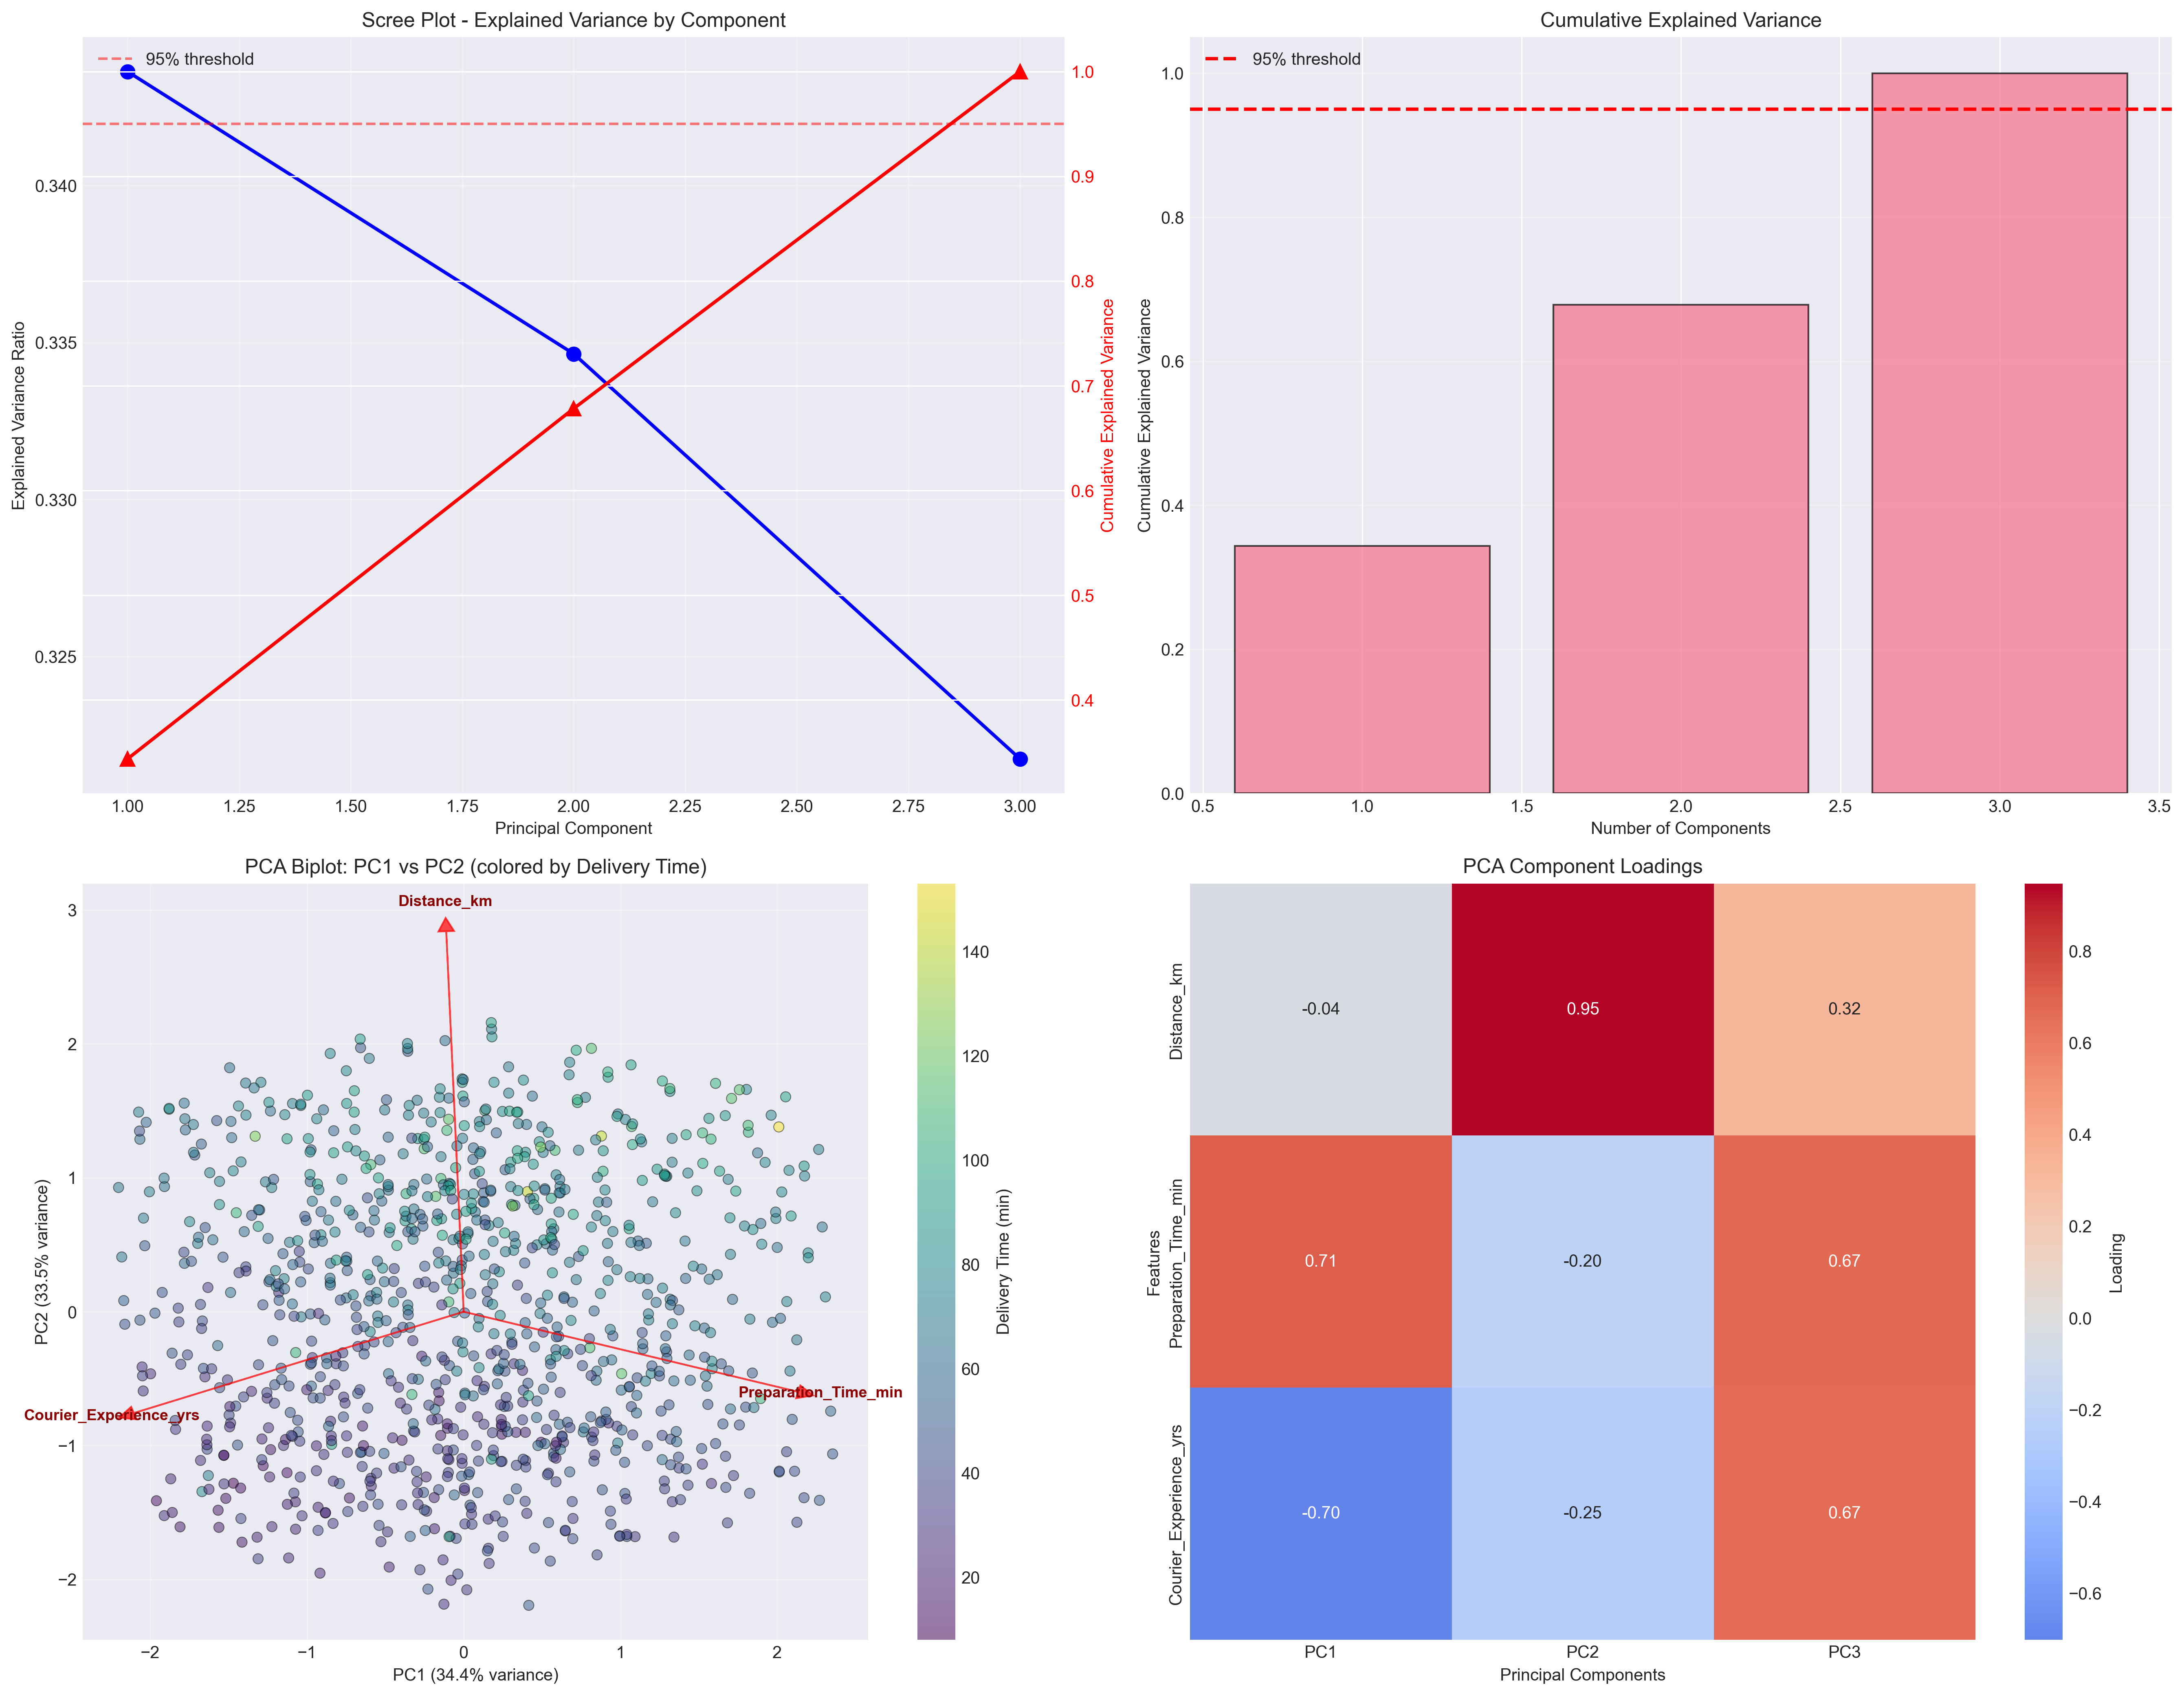 Scree Plot - Explained Variance by Component
95% threshold
Explained Variance Ratio
0.340
0.335
0.330
0.325
1.0
0.9
0.8
0.7
0.6
0.5
0.4
Cumulative Explained Variance
1.00 1.25 1.50 1.75 2.00 2.25 2.50 2.75 3.00
Principal Component
Cumulative Explained Variance
95% threshold
Cumulative Explained Variance
1.0
0.8
0.6
0.4
0.2
0.0
0.5 1.0 1.5 2.0 2.5 3.0 3.5
Number of Components
PCA Biplot: PC1 vs PC2 (colored by Delivery Time)
PC2 (33.5% variance)
3
2
1
0
−1
−2
Distance_km
Preparation_Time_min
Courier_Experience_yrs
−2 −1 0 1 2
PC1 (34.4% variance)
140
120
100
80
60
40
20
Delivery Time (min)
PCA Component Loadings
Features
Distance_km
Preparation_Time_min
Courier_Experience_yrs
-0.04 0.95 0.32
0.71 -0.20 0.67
-0.70 -0.25 0.67
PC1 PC2 PC3
Principal Components
0.8
0.6
0.4
0.2
0.0
−0.2
−0.4
−0.6
Loading